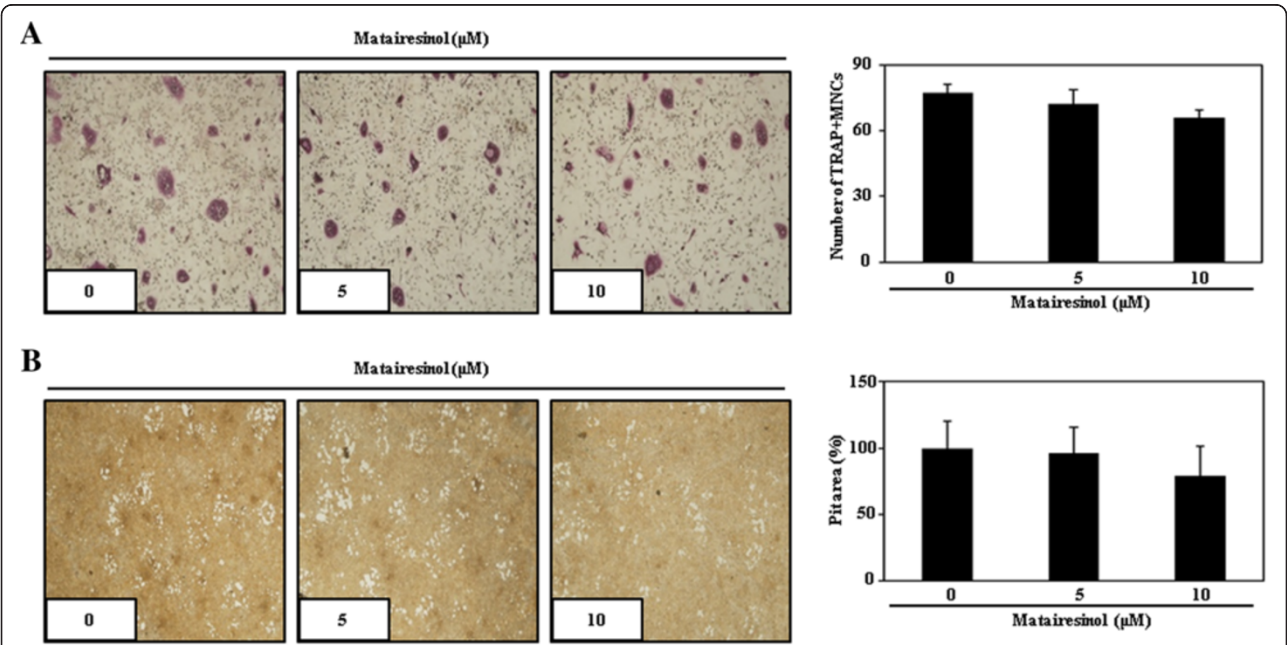 A
Matairesinol (µM)
0
5
10
Number of TRAP+MNCs
90
60
30
0
0 5 10
Matairesinol (µM)
B
Matairesinol (µM)
0
5
10
Pit area (%)
150
100
50
0
0 5 10
Matairesinol (µM)